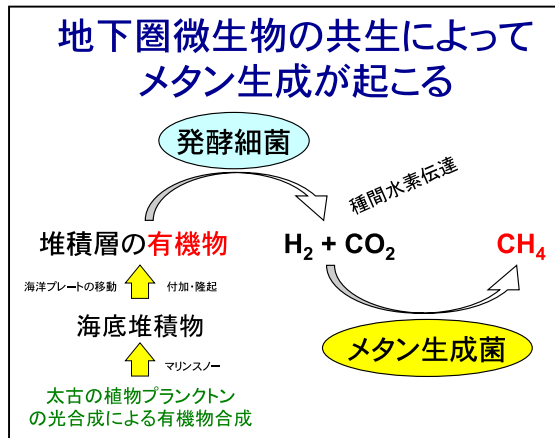 地下圏微生物の共生によって
メタン生成が起こる
発酵細菌
種間水素伝達
堆積層の有機物
H₂ + CO₂
CH₄
海洋プレートの移動
付加・隆起
海底堆積物
メタン生成菌
マリンスノー
太古の植物プランクトン
の光合成による有機物合成